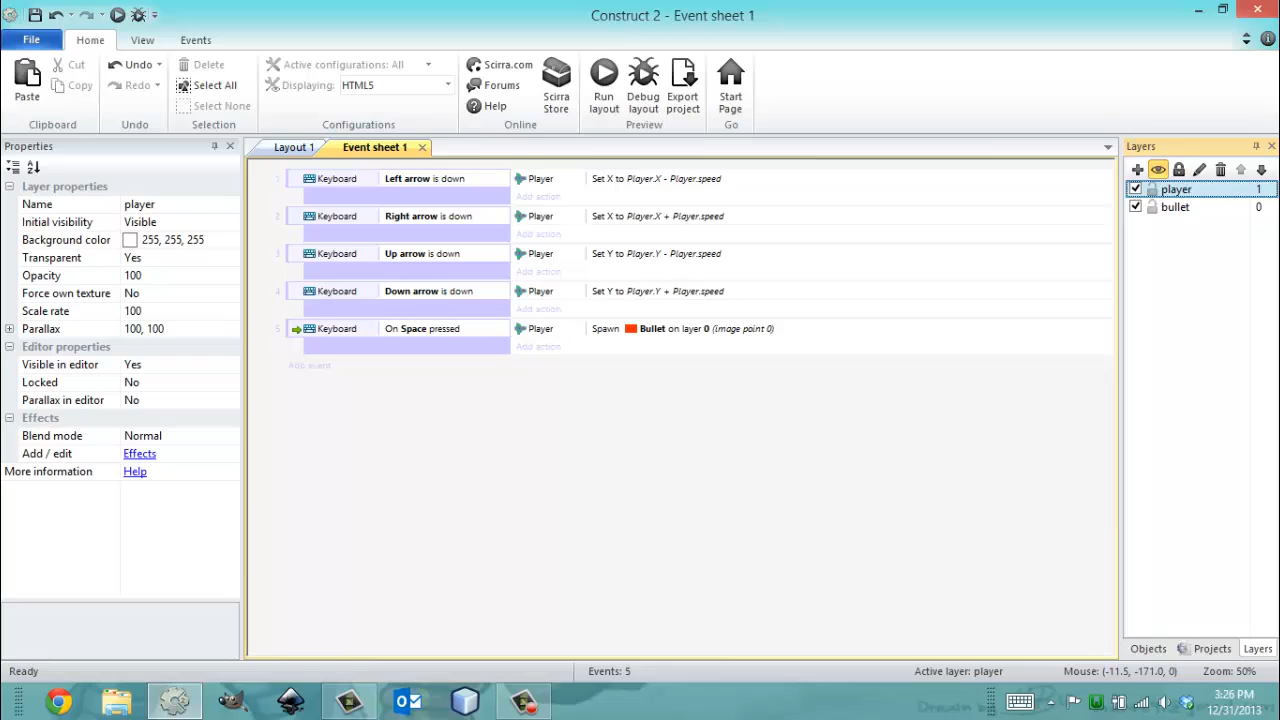 Construct 2 - Event sheet 1
File
Home
View
Events
Paste
Cut
Copy
Clipboard
Undo
Redo
Undo
Delete
Select All
Select None
Selection
Active configurations: All
Displaying: HTML5
Configurations
Scirra.com
Forums
Help
Scirra Store
Online
Run layout
Debug layout
Export project
Preview
Start Page
Go
Properties
Layer properties
Name player
Initial visibility Visible
Background color 255, 255, 255
Transparent Yes
Opacity 100
Force own texture No
Scale rate 100
Parallax 100, 100
Editor properties
Visible in editor Yes
Locked No
Parallax in editor No
Effects
Blend mode Normal
Add / edit Effects
More information Help
Layout 1
Event sheet 1
1 Keyboard Left arrow is down Player Set X to Player.X - Player.speed
Add action
2 Keyboard Right arrow is down Player Set X to Player.X + Player.speed
Add action
3 Keyboard Up arrow is down Player Set Y to Player.Y - Player.speed
Add action
4 Keyboard Down arrow is down Player Set Y to Player.Y + Player.speed
Add action
5 Keyboard On Space pressed Player Spawn Bullet on layer 0 (image point 0)
Add action
Add event
Layers
player 1
bullet 0
Objects
Projects
Layers
Ready
Events: 5
Active layer: player
Mouse: (-11.5, -171.0, 0)
Zoom: 50%
3:26 PM
12/31/2013